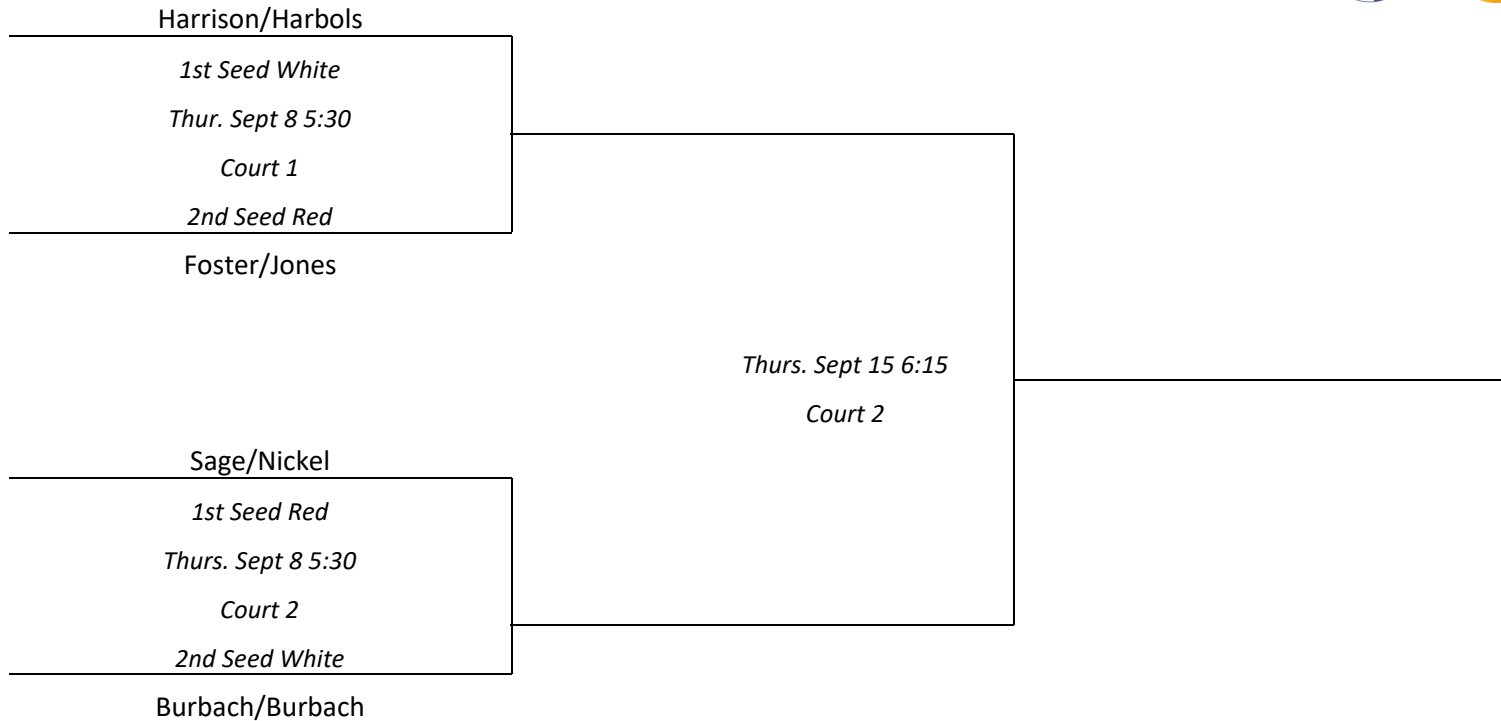 Harrison/Harbols
1st Seed White
Thur. Sept 8 5:30
Court 1
2nd Seed Red
Foster/Jones
Thurs. Sept 15 6:15
Court 2
Sage/Nickel
1st Seed Red
Thurs. Sept 8 5:30
Court 2
2nd Seed White
Burbach/Burbach